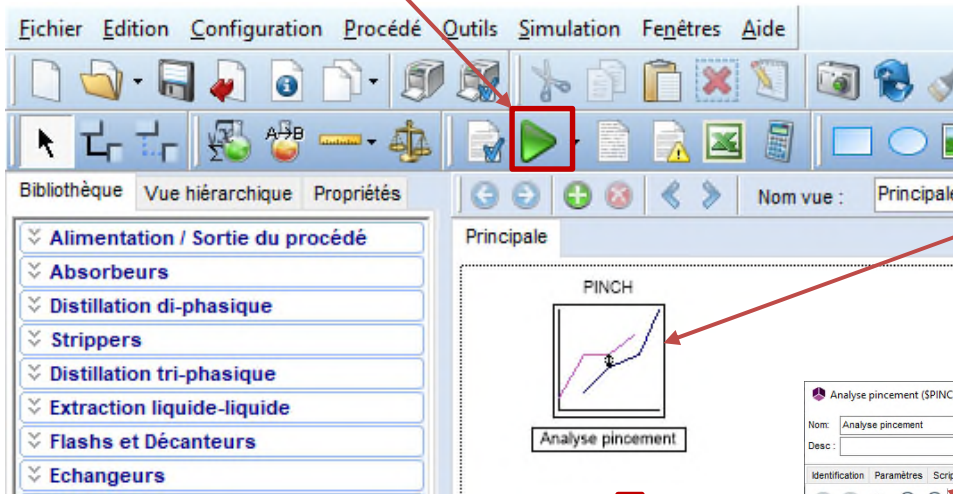 Fichier Edition Configuration Procédé Outils Simulation Fenêtres Aide
A→B
Bibliothèque Vue hiérarchique Propriétés
Nom vue : Principale
Alimentation / Sortie du procédé
Absorbeurs
Distillation di-phasique
Strippers
Distillation tri-phasique
Extraction liquide-liquide
Flashs et Décanteurs
Echangeurs
Principale
PINCH
Analyse pincement
Analyse pincement ($PINC
Nom: Analyse pincement
Desc :
Identification Paramètres Scrip